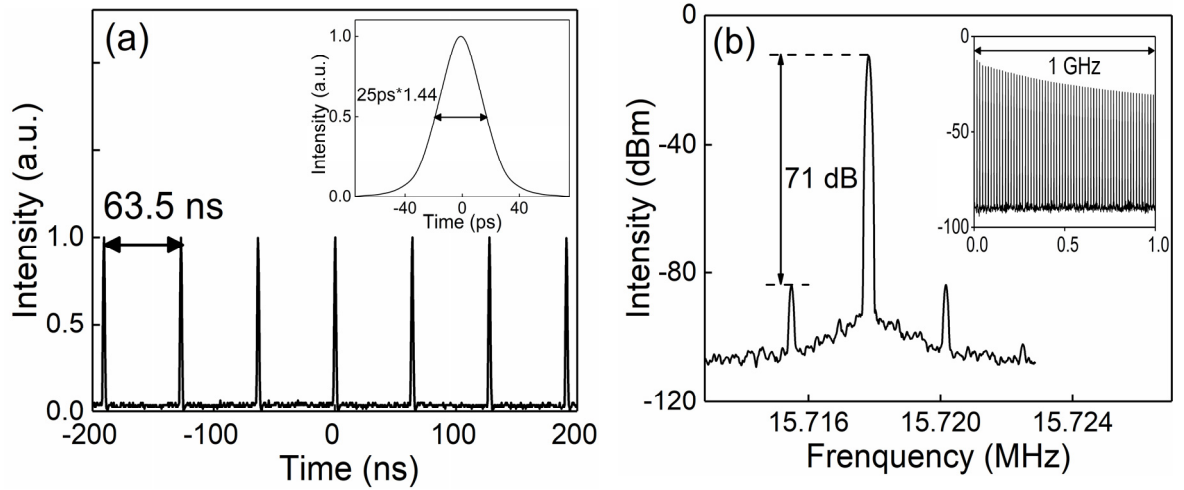 (a)
Intensity (a.u.)
1.0
0.5
0.0
-200
-100
0
100
200
Time (ns)
63.5 ns
Intensity (a.u.)
1.0
0.5
0.0
-40
0
40
Time (ps)
25ps*1.44
(b)
Intensity (dBm)
0
-40
-80
-120
15.716
15.720
15.724
Frenquency (MHz)
71 dB
0
-50
-100
0.0
0.5
1.0
1 GHz